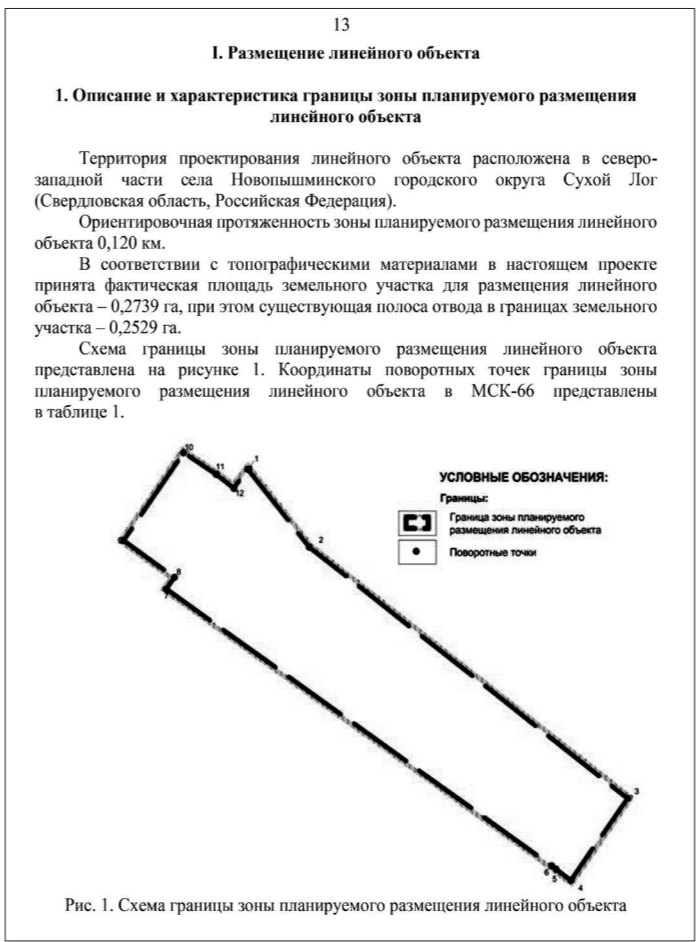 13
I. Размещение линейного объекта
1. Описание и характеристика границы зоны планируемого размещения
линейного объекта
Территория проектирования линейного объекта расположена в северо-
западной части села Новопышминского городского округа Сухой Лог
(Свердловская область, Российская Федерация).
Ориентировочная протяженность зоны планируемого размещения линейного
объекта 0,120 км.
В соответствии с топографическими материалами в настоящем проекте
принята фактическая площадь земельного участка для размещения линейного
объекта – 0,2739 га, при этом существующая полоса отвода в границах земельного
участка – 0,2529 га.
Схема границы зоны планируемого размещения линейного объекта
представлена на рисунке 1. Координаты поворотных точек границы зоны
планируемого размещения линейного объекта в МСК-66 представлены
в таблице 1.
10
11
1
12
2
8
7
3
6
5
4
УСЛОВНЫЕ ОБОЗНАЧЕНИЯ:
Границы:
Граница зоны планируемого
размещения линейного объекта
Поворотные точки
Рис. 1. Схема границы зоны планируемого размещения линейного объекта